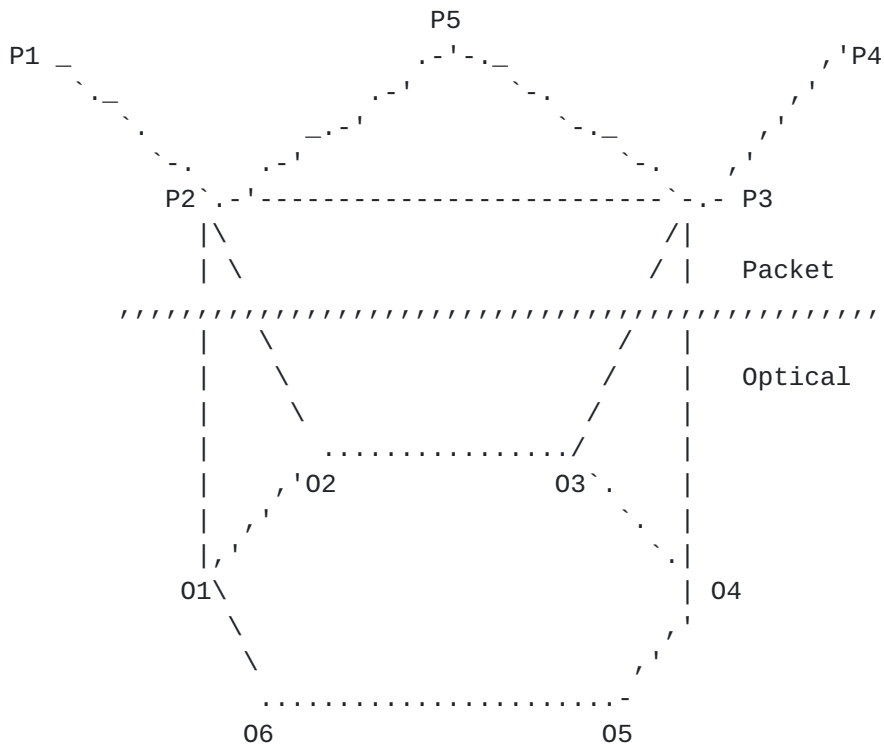 P5
P1 P4
P2 P3
Packet
Optical
O2 O3
O1 O4
O6 O5